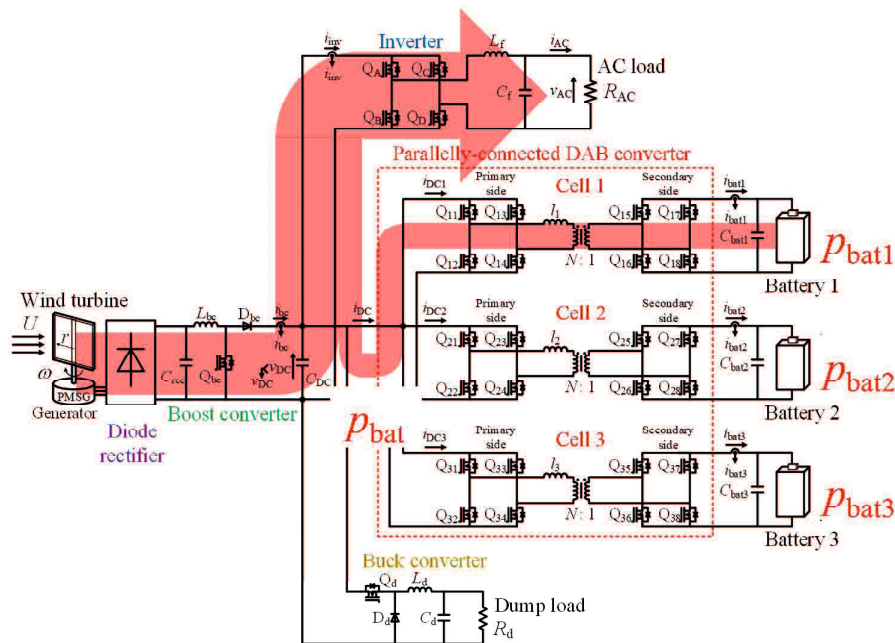 i_inv
Inverter
L_f
i_AC
i_inv
Q_A
Q_C
AC load
C_f
v_AC
R_AC
Q_B
Q_D
Parallelly-connected DAB converter
i_DC1
Primary side
Cell 1
Secondary side
i_bat1
Q_11
Q_13
l_1
Q_15
Q_17
i_bat1
C_bat1
p_bat1
Q_12
Q_14
N : 1
Q_16
Q_18
Battery 1
Wind turbine
L_bc
D_bc
i_bc
i_DC
i_DC2
Primary side
Cell 2
Secondary side
i_bat2
U
r
i_bc
Q_21
Q_23
l_2
Q_25
Q_27
i_bat2
ω
C_rec
Q_bc
v_DC
v_DC
C_DC
C_bat2
p_bat2
PMSG
Q_22
Q_24
N : 1
Q_26
Q_28
Generator
Boost converter
Battery 2
Diode rectifier
p_bat
i_DC3
Primary side
Cell 3
Secondary side
i_bat3
Q_31
Q_33
l_3
Q_35
Q_37
i_bat3
C_bat3
p_bat3
Q_32
Q_34
N : 1
Q_36
Q_38
Battery 3
Buck converter
Q_d
L_d
Dump load
D_d
C_d
R_d